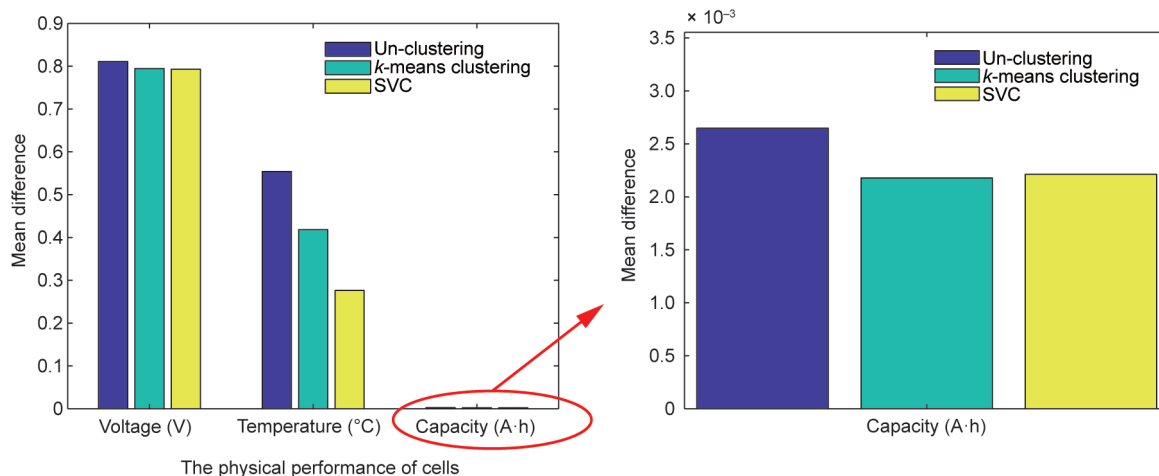 0.9
0.8
0.7
0.6
0.5
0.4
0.3
0.2
0.1
0
Mean difference
Un-clustering
k-means clustering
SVC
Voltage (V)
Temperature (°C)
Capacity (A·h)
The physical performance of cells
× 10⁻³
3.5
3.0
2.5
2.0
1.5
1.0
0.5
0
Mean difference
Un-clustering
k-means clustering
SVC
Capacity (A·h)